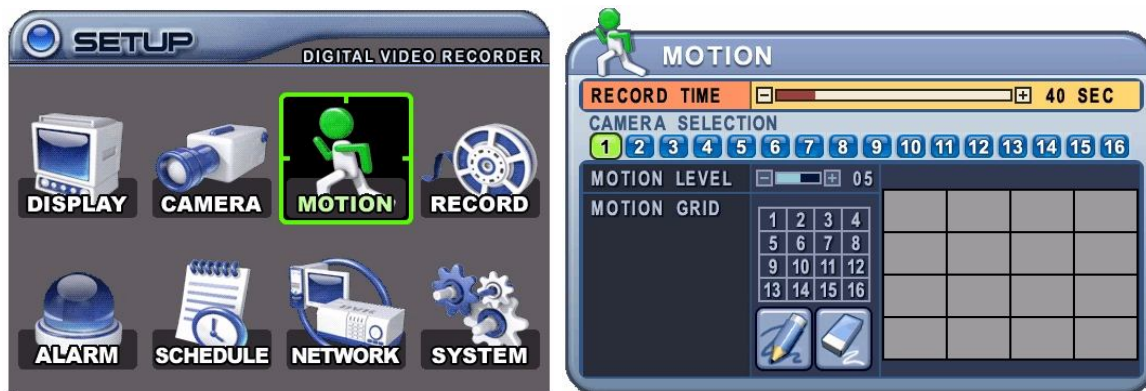 SETUP
DIGITAL VIDEO RECORDER
DISPLAY CAMERA MOTION RECORD
ALARM SCHEDULE NETWORK SYSTEM
MOTION
RECORD TIME - + 40 SEC
CAMERA SELECTION
1 2 3 4 5 6 7 8 9 10 11 12 13 14 15 16
MOTION LEVEL - + 05
MOTION GRID
1 2 3 4
5 6 7 8
9 10 11 12
13 14 15 16